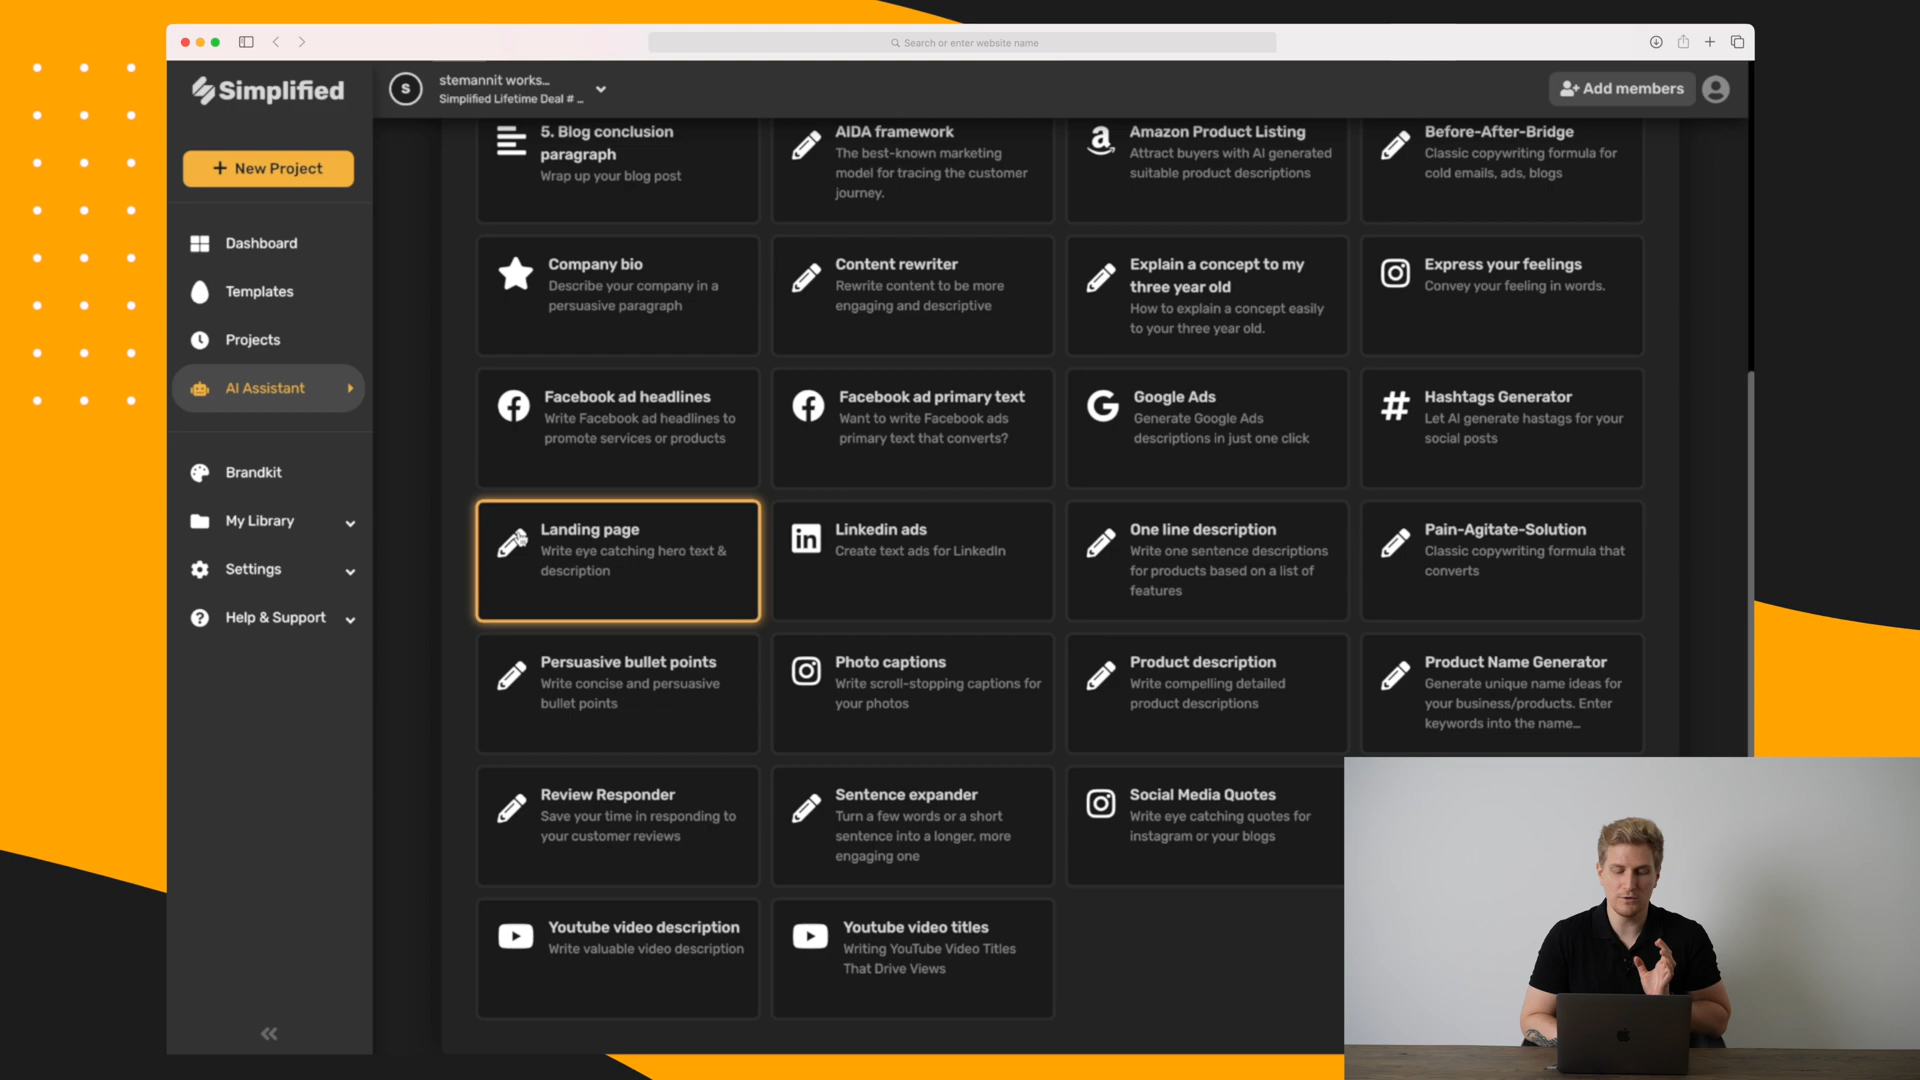 Search or enter website name
Simplified
S
stemannit works...
Simplified Lifetime Deal # ...
Add members
+ New Project
Dashboard
Templates
Projects
AI Assistant
Brandkit
My Library
Settings
Help & Support
5. Blog conclusion
paragraph
Wrap up your blog post
AIDA framework
The best-known marketing
model for tracing the customer
journey.
Amazon Product Listing
Attract buyers with AI generated
suitable product descriptions
Before-After-Bridge
Classic copywriting formula for
cold emails, ads, blogs
Company bio
Describe your company in a
persuasive paragraph
Content rewriter
Rewrite content to be more
engaging and descriptive
Explain a concept to my
three year old
How to explain a concept easily
to your three year old.
Express your feelings
Convey your feeling in words.
Facebook ad headlines
Write Facebook ad headlines to
promote services or products
Facebook ad primary text
Want to write Facebook ads
primary text that converts?
Google Ads
Generate Google Ads
descriptions in just one click
Hashtags Generator
Let AI generate hastags for your
social posts
Landing page
Write eye catching hero text &
description
Linkedin ads
Create text ads for LinkedIn
One line description
Write one sentence descriptions
for products based on a list of
features
Pain-Agitate-Solution
Classic copywriting formula that
converts
Persuasive bullet points
Write concise and persuasive
bullet points
Photo captions
Write scroll-stopping captions for
your photos
Product description
Write compelling detailed
product descriptions
Product Name Generator
Generate unique name ideas for
your business/products. Enter
keywords into the name...
Review Responder
Save your time in responding to
your customer reviews
Sentence expander
Turn a few words or a short
sentence into a longer, more
engaging one
Social Media Quotes
Write eye catching quotes for
instagram or your blogs
Youtube video description
Write valuable video description
Youtube video titles
Writing YouTube Video Titles
That Drive Views